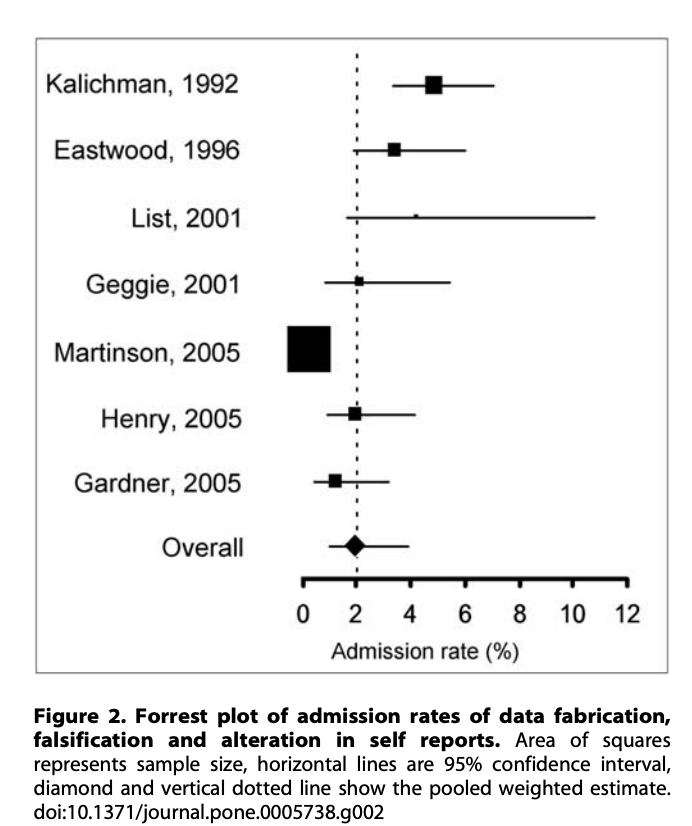 Kalichman, 1992
Eastwood, 1996
List, 2001
Geggie, 2001
Martinson, 2005
Henry, 2005
Gardner, 2005
Overall
0 2 4 6 8 10 12
Admission rate (%)
Figure 2. Forrest plot of admission rates of data fabrication,
falsification and alteration in self reports. Area of squares
represents sample size, horizontal lines are 95% confidence interval,
diamond and vertical dotted line show the pooled weighted estimate.
doi:10.1371/journal.pone.0005738.g002